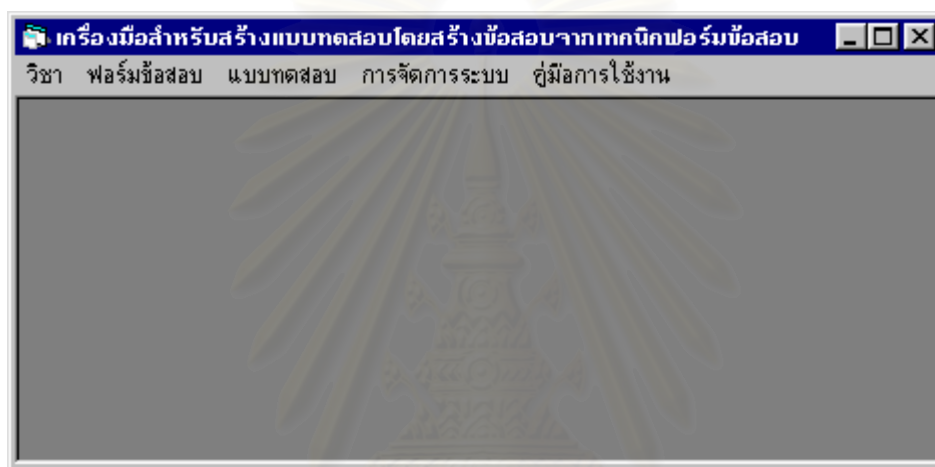 เครื่องมือสำหรับสร้างแบบทดสอบโดยสร้างข้อสอบจากเทคนิคฟอร์มข้อสอบ
วิชา ฟอร์มข้อสอบ แบบทดสอบ การจัดการระบบ คู่มือการใช้งาน